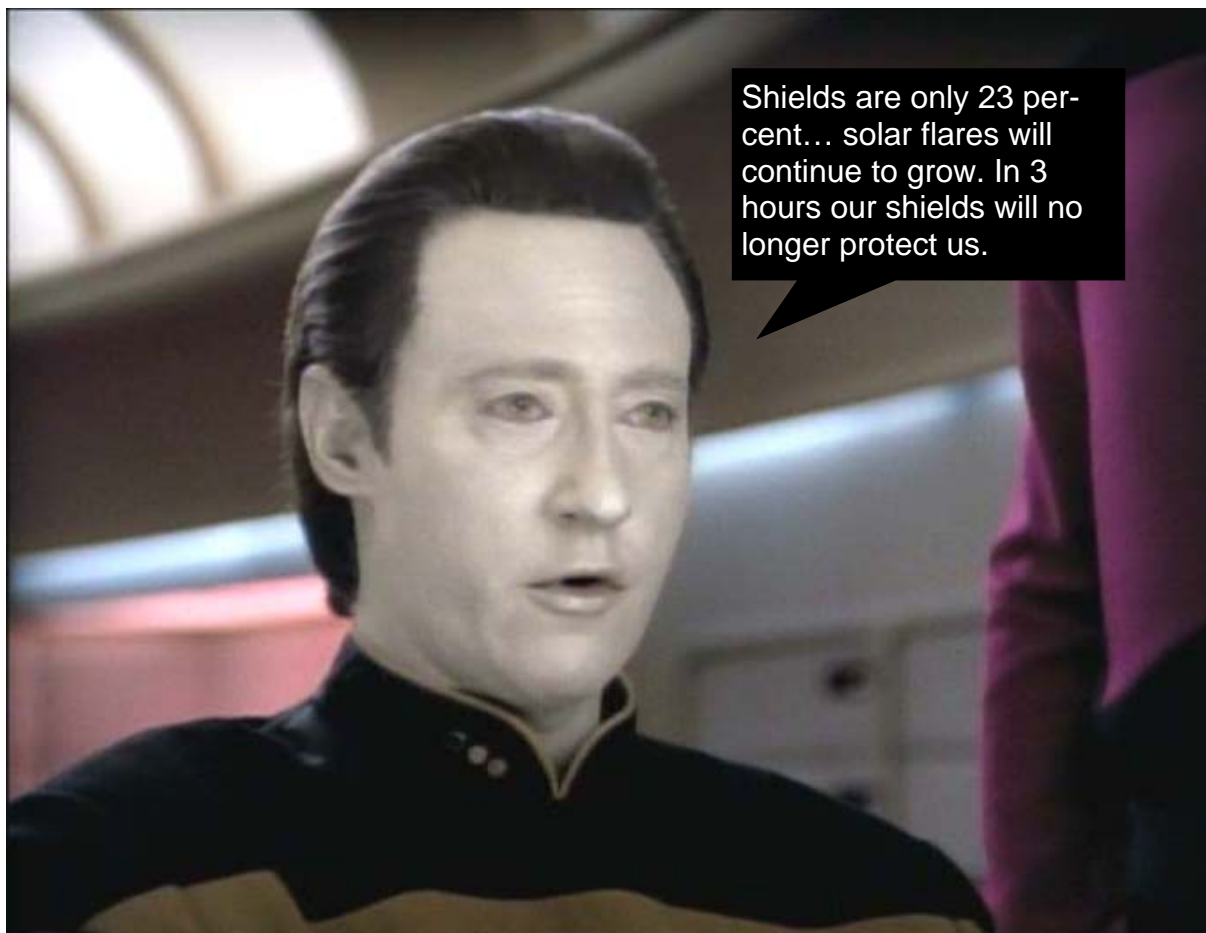 Shields are only 23 per-
cent… solar flares will
continue to grow. In 3
hours our shields will no
longer protect us.